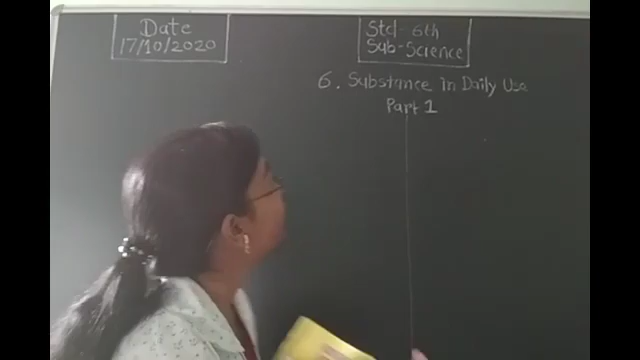 Date
17/10/2020
Std - 6th
Sub-Science
6. Substance in Daily Use
Part 1